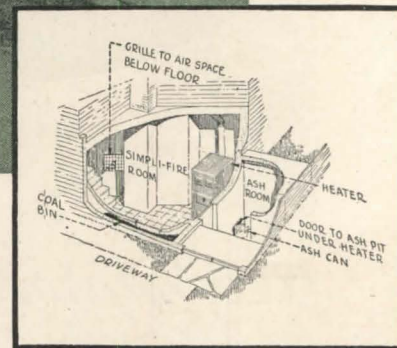 GRILLE TO AIR SPACE
BELOW FLOOR
SIMPLI-FIRE
ROOM
ASH
ROOM
HEATER
COAL
BIN
DOOR TO ASH PIT
UNDER HEATER
ASH CAN
DRIVEWAY